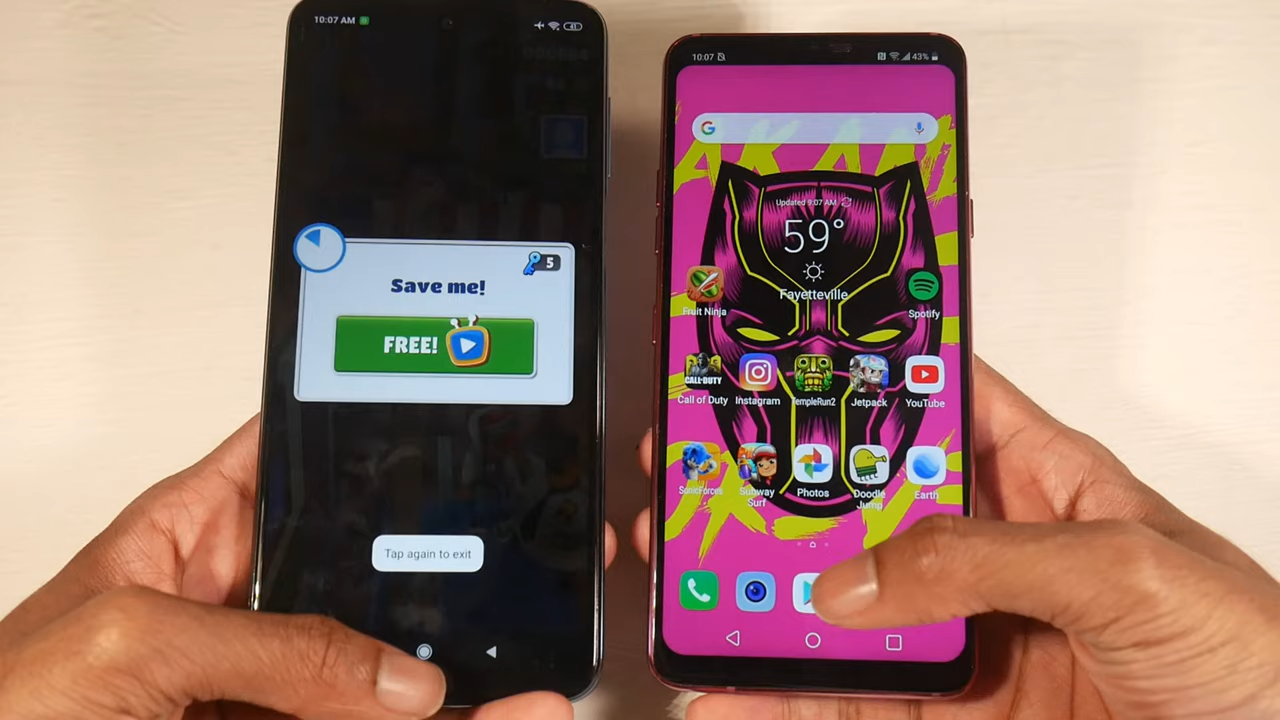 10:07 AM
41
5
Save me!
FREE!
Tap again to exit
10:07
43%
Updated 9:07 AM
59°
Fayetteville
Fruit Ninja
Spotify
CALL·DUTY
Call of Duty
Instagram
TempleRun2
Jetpack
YouTube
SonicForces
Subway
Surf
Photos
Doodle
Jump
Earth